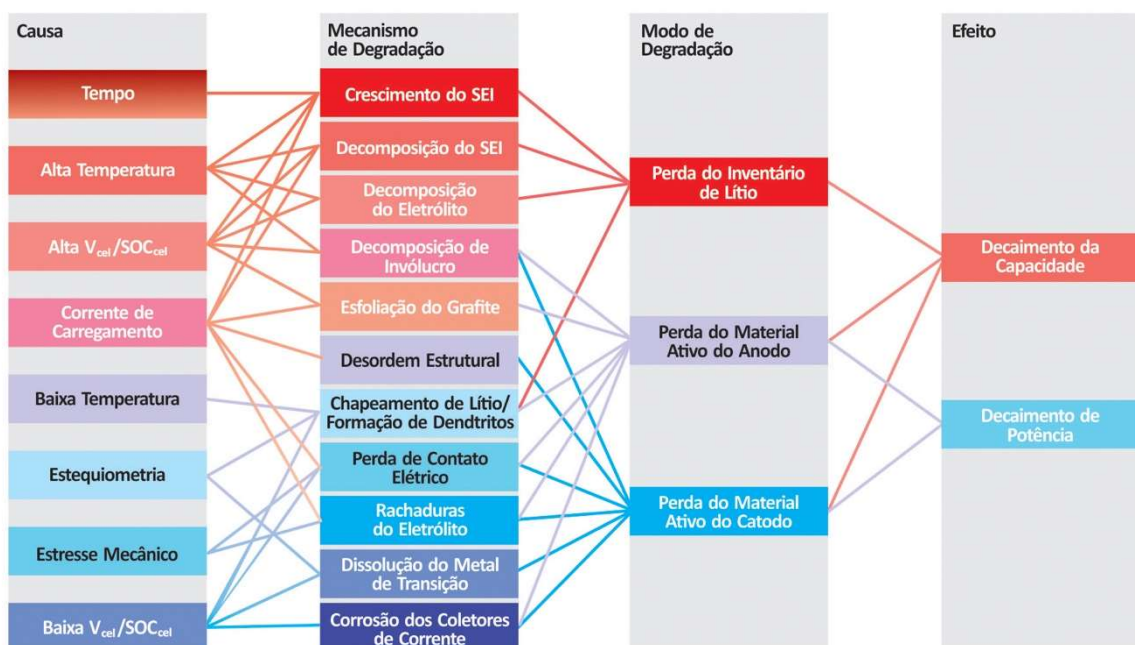 Causa
Tempo
Alta Temperatura
Alta Vcel/SOCcel
Corrente de
Carregamento
Baixa Temperatura
Estequiometria
Estresse Mecânico
Baixa Vcel/SOCcel
Mecanismo
de Degradação
Crescimento do SEI
Decomposição do SEI
Decomposição
do Eletrólito
Decomposição de
Invólucro
Esfoliação do Grafite
Desordem Estrutural
Chapeamento de Lítio/
Formação de Dendtritos
Perda de Contato
Elétrico
Rachaduras
do Eletrólito
Dissolução do Metal
de Transição
Corrosão dos Coletores
de Corrente
Modo de
Degradação
Perda do Inventário
de Lítio
Perda do Material
Ativo do Anodo
Perda do Material
Ativo do Catodo
Efeito
Decaimento da
Capacidade
Decaimento de
Potência